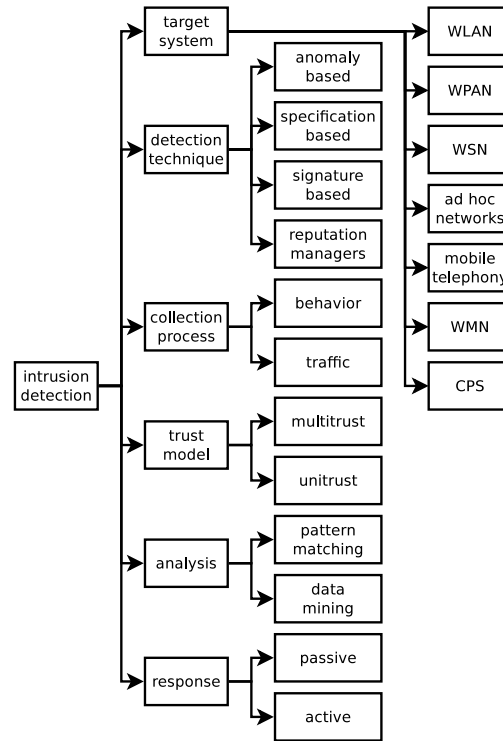 intrusion
detection
target
system
detection
technique
collection
process
trust
model
analysis
response
anomaly
based
specification
based
signature
based
reputation
managers
behavior
traffic
multitrust
unitrust
pattern
matching
data
mining
passive
active
WLAN
WPAN
WSN
ad hoc
networks
mobile
telephony
WMN
CPS